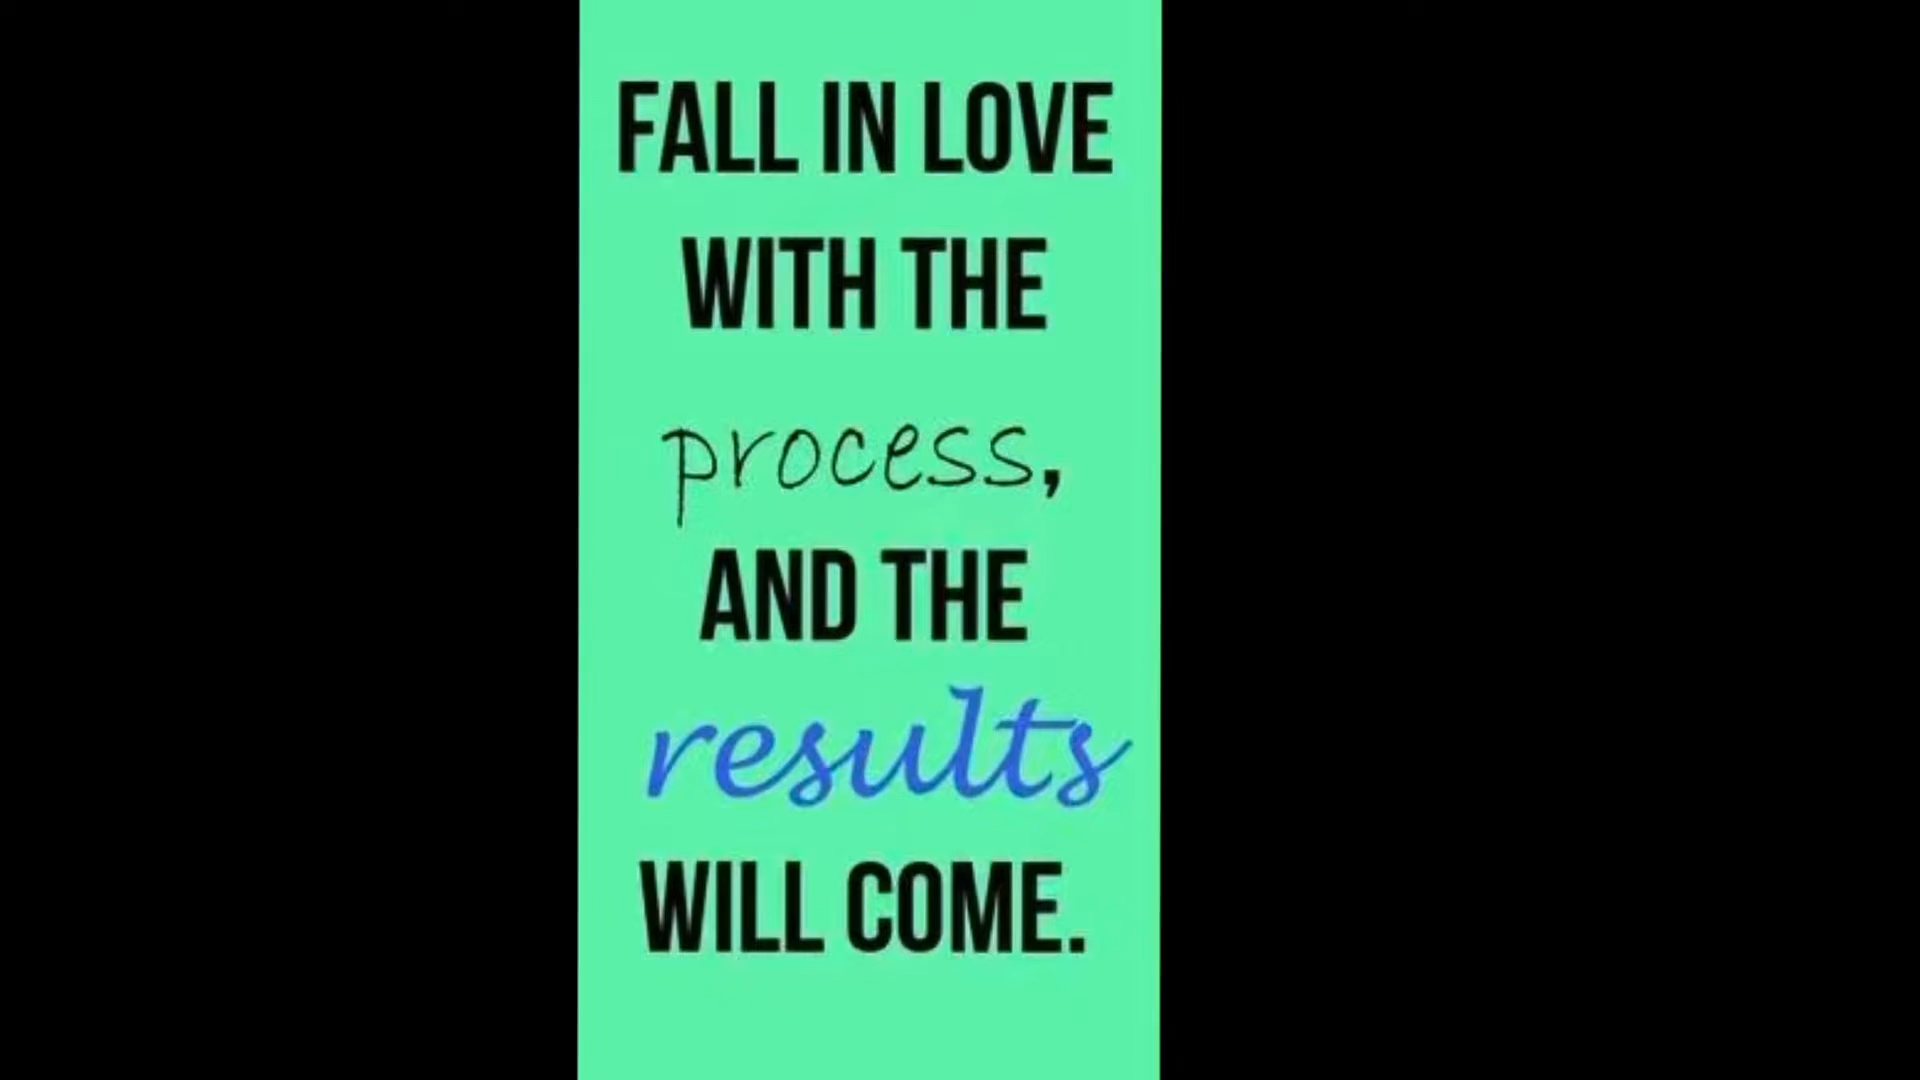 FALL IN LOVE
WITH THE
process,
AND THE
results
WILL COME.